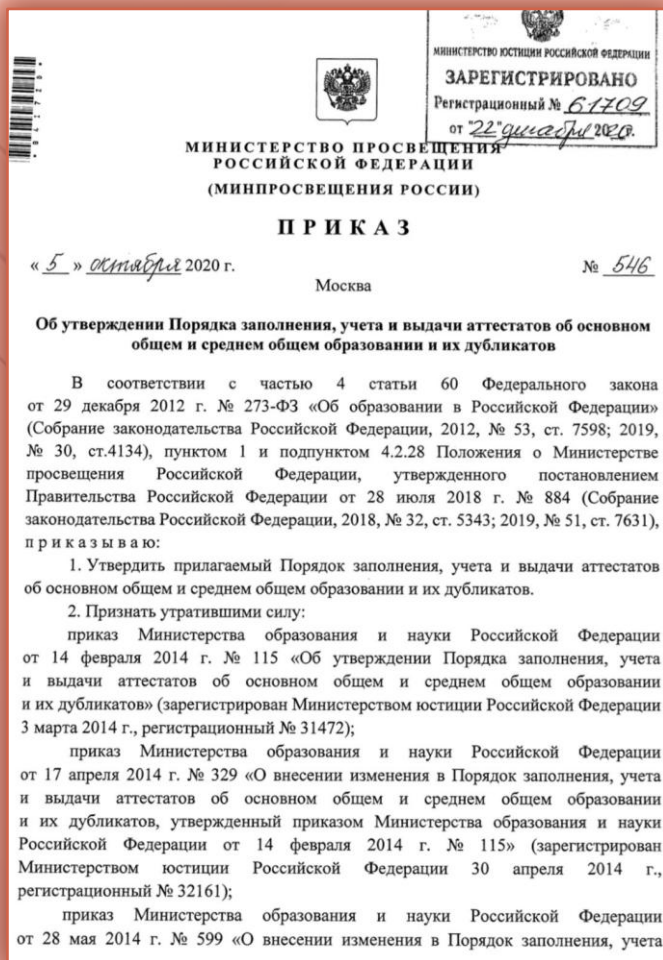 МИНИСТЕРСТВО ЮСТИЦИИ РОССИЙСКОЙ ФЕДЕРАЦИИ
ЗАРЕГИСТРИРОВАНО
Регистрационный № 61709
от "22" декабря 2020г.
МИНИСТЕРСТВО ПРОСВЕЩЕНИЯ
РОССИЙСКОЙ ФЕДЕРАЦИИ
(МИНПРОСВЕЩЕНИЯ РОССИИ)
ПРИКАЗ
« 5 » октября 2020 г.
№ 546
Москва
Об утверждении Порядка заполнения, учета и выдачи аттестатов об основном
общем и среднем общем образовании и их дубликатов
В соответствии с частью 4 статьи 60 Федерального закона
от 29 декабря 2012 г. № 273-ФЗ «Об образовании в Российской Федерации»
(Собрание законодательства Российской Федерации, 2012, № 53, ст. 7598; 2019,
№ 30, ст.4134), пунктом 1 и подпунктом 4.2.28 Положения о Министерстве
просвещения Российской Федерации, утвержденного постановлением
Правительства Российской Федерации от 28 июля 2018 г. № 884 (Собрание
законодательства Российской Федерации, 2018, № 32, ст. 5343; 2019, № 51, ст. 7631),
приказываю:
1. Утвердить прилагаемый Порядок заполнения, учета и выдачи аттестатов
об основном общем и среднем общем образовании и их дубликатов.
2. Признать утратившими силу:
приказ Министерства образования и науки Российской Федерации
от 14 февраля 2014 г. № 115 «Об утверждении Порядка заполнения, учета
и выдачи аттестатов об основном общем и среднем общем образовании
и их дубликатов» (зарегистрирован Министерством юстиции Российской Федерации
3 марта 2014 г., регистрационный № 31472);
приказ Министерства образования и науки Российской Федерации
от 17 апреля 2014 г. № 329 «О внесении изменения в Порядок заполнения, учета
и выдачи аттестатов об основном общем и среднем общем образовании
и их дубликатов, утвержденный приказом Министерства образования и науки
Российской Федерации от 14 февраля 2014 г. № 115» (зарегистрирован
Министерством юстиции Российской Федерации 30 апреля 2014 г.,
регистрационный № 32161);
приказ Министерства образования и науки Российской Федерации
от 28 мая 2014 г. № 599 «О внесении изменения в Порядок заполнения, учета